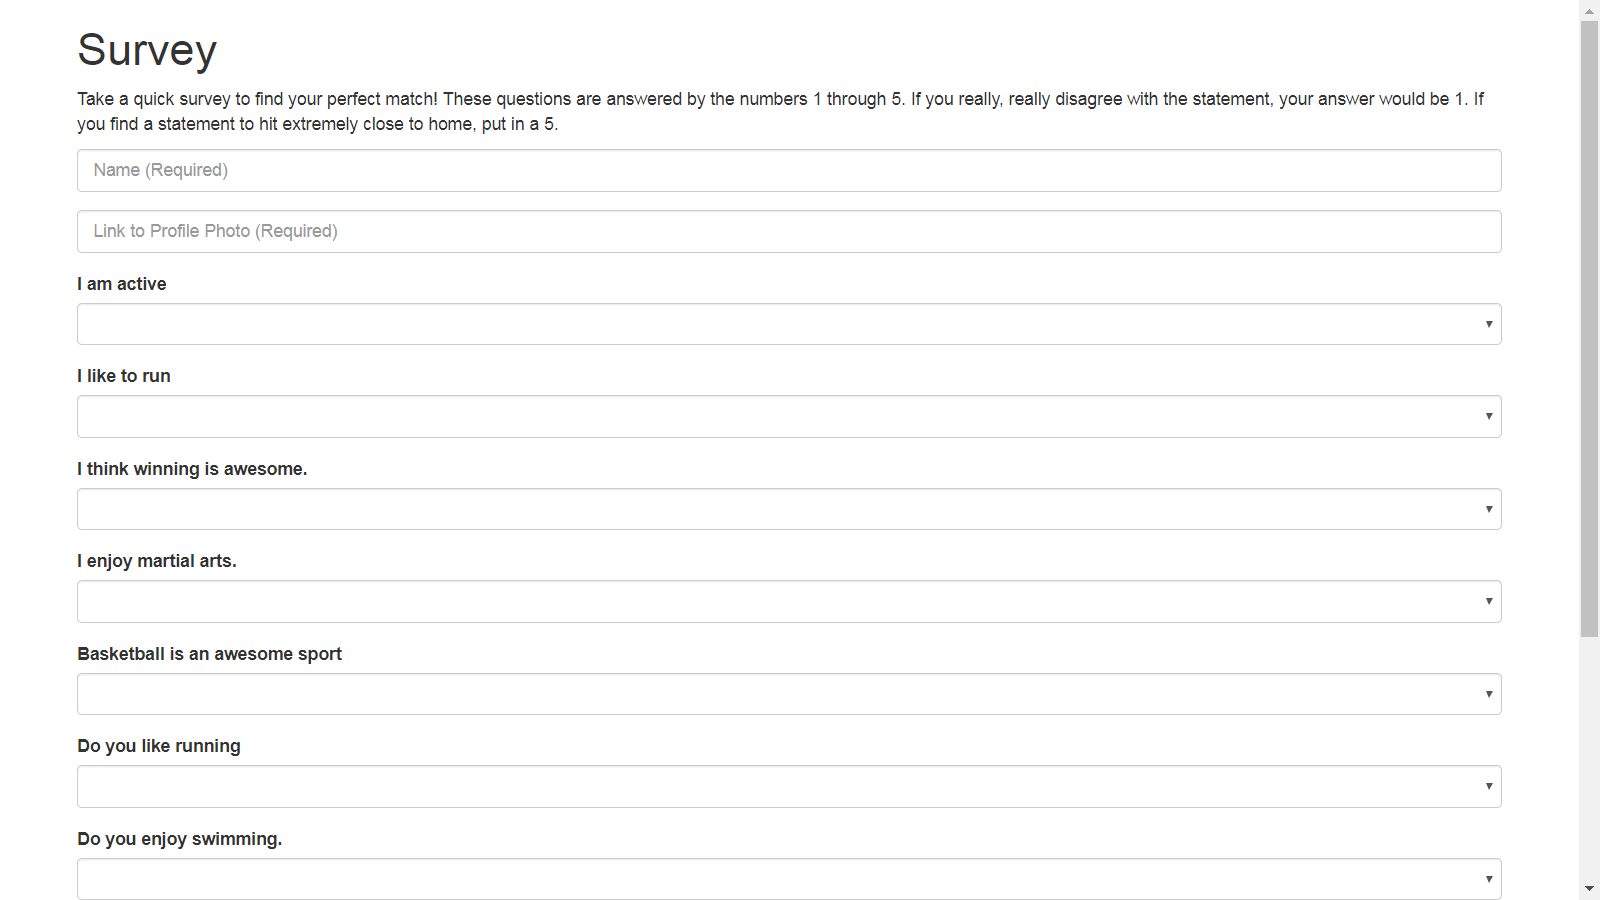 Survey
Take a quick survey to find your perfect match! These questions are answered by the numbers 1 through 5. If you really, really disagree with the statement, your answer would be 1. If
you find a statement to hit extremely close to home, put in a 5.
Name (Required)
Link to Profile Photo (Required)
I am active
I like to run
I think winning is awesome.
I enjoy martial arts.
Basketball is an awesome sport
Do you like running
Do you enjoy swimming.